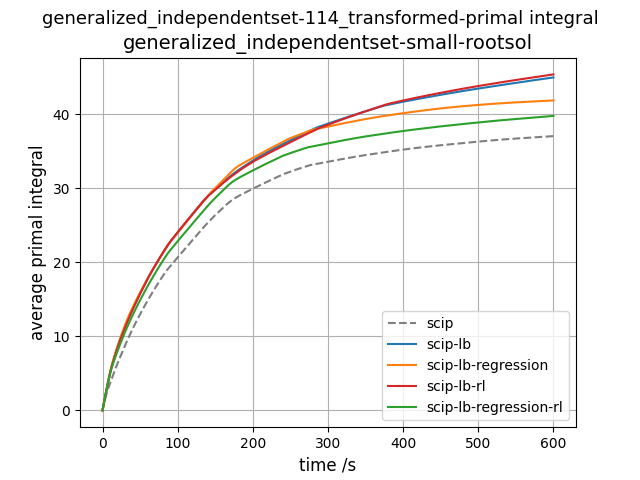 generalized_independentset-114_transformed-primal integral
generalized_independentset-small-rootsol
average primal integral
40
30
20
10
0
0 100 200 300 400 500 600
time /s
scip
scip-lb
scip-lb-regression
scip-lb-rl
scip-lb-regression-rl